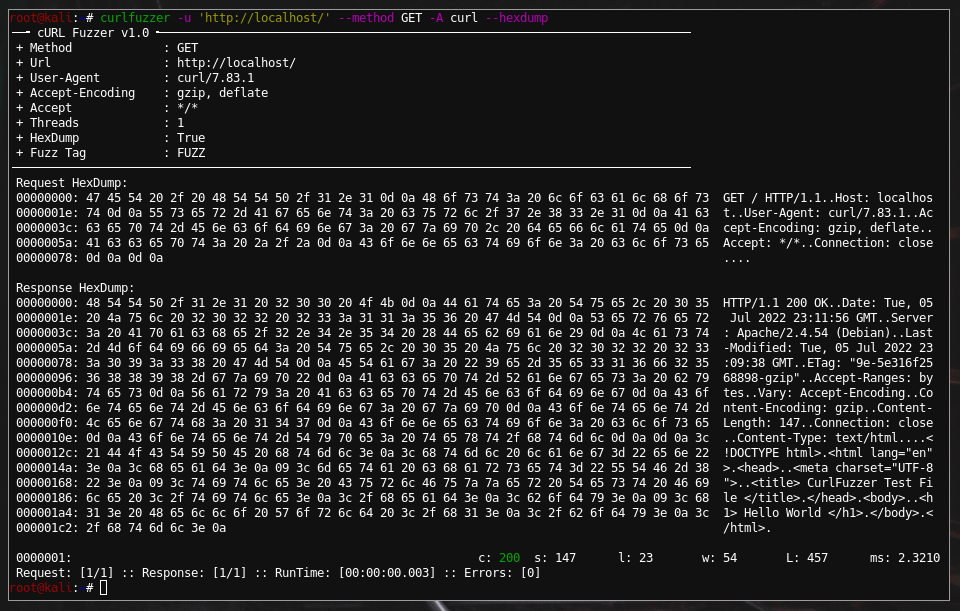 root@kali:~# curlfuzzer -u 'http://localhost/' --method GET -A curl --hexdump
cURL Fuzzer v1.0
+ Method : GET
+ Url : http://localhost/
+ User-Agent : curl/7.83.1
+ Accept-Encoding : gzip, deflate
+ Accept : */*
+ Threads : 1
+ HexDump : True
+ Fuzz Tag : FUZZ
Request HexDump:
00000000: 47 45 54 20 2f 20 48 54 54 50 2f 31 2e 31 0d 0a 48 6f 73 74 3a 20 6c 6f 63 61 6c 68 6f 73 GET / HTTP/1.1..Host: localhos
0000001e: 74 0d 0a 55 73 65 72 2d 41 67 65 6e 74 3a 20 63 75 72 6c 2f 37 2e 38 33 2e 31 0d 0a 41 63 t..User-Agent: curl/7.83.1..Ac
0000003c: 63 65 70 74 2d 45 6e 63 6f 64 69 6e 67 3a 20 67 7a 69 70 2c 20 64 65 66 6c 61 74 65 0d 0a cept-Encoding: gzip, deflate..
0000005a: 41 63 63 65 70 74 3a 20 2a 2f 2a 0d 0a 43 6f 6e 6e 65 63 74 69 6f 6e 3a 20 63 6c 6f 73 65 Accept: */*..Connection: close
00000078: 0d 0a 0d 0a ....
Response HexDump:
00000000: 48 54 54 50 2f 31 2e 31 20 32 30 30 20 4f 4b 0d 0a 44 61 74 65 3a 20 54 75 65 2c 20 30 35 HTTP/1.1 200 OK..Date: Tue, 05
0000001e: 20 4a 75 6c 20 32 30 32 32 20 32 33 3a 31 31 3a 35 36 20 47 4d 54 0d 0a 53 65 72 76 65 72 Jul 2022 23:11:56 GMT..Server
0000003c: 3a 20 41 70 61 63 68 65 2f 32 2e 34 2e 35 34 20 28 44 65 62 69 61 6e 29 0d 0a 4c 61 73 74 : Apache/2.4.54 (Debian)..Last
0000005a: 2d 4d 6f 64 69 66 69 65 64 3a 20 54 75 65 2c 20 30 35 20 4a 75 6c 20 32 30 32 32 20 32 33 -Modified: Tue, 05 Jul 2022 23
00000078: 3a 30 39 3a 33 38 20 47 4d 54 0d 0a 45 54 61 67 3a 20 22 39 65 2d 35 65 33 31 36 66 32 35 :09:38 GMT..ETag: "9e-5e316f25
00000096: 36 38 38 39 38 2d 67 7a 69 70 22 0d 0a 41 63 63 65 70 74 2d 52 61 6e 67 65 73 3a 20 62 79 68898-gzip"..Accept-Ranges: by
000000b4: 74 65 73 0d 0a 56 61 72 79 3a 20 41 63 63 65 70 74 2d 45 6e 63 6f 64 69 6e 67 0d 0a 43 6f tes..Vary: Accept-Encoding..Co
000000d2: 6e 74 65 6e 74 2d 45 6e 63 6f 64 69 6e 67 3a 20 67 7a 69 70 0d 0a 43 6f 6e 74 65 6e 74 2d ntent-Encoding: gzip..Content-
000000f0: 4c 65 6e 67 74 68 3a 20 31 34 37 0d 0a 43 6f 6e 6e 65 63 74 69 6f 6e 3a 20 63 6c 6f 73 65 Length: 147..Connection: close
0000010e: 0d 0a 43 6f 6e 74 65 6e 74 2d 54 79 70 65 3a 20 74 65 78 74 2f 68 74 6d 6c 0d 0a 0d 0a 3c ..Content-Type: text/html....<
0000012c: 21 44 4f 43 54 59 50 45 20 68 74 6d 6c 3e 0a 3c 68 74 6d 6c 20 6c 61 6e 67 3d 22 65 6e 22 !DOCTYPE html>.<html lang="en"
0000014a: 3e 0a 3c 68 65 61 64 3e 0a 09 3c 6d 65 74 61 20 63 68 61 72 73 65 74 3d 22 55 54 46 2d 38 >.<head>..<meta charset="UTF-8
00000168: 22 3e 0a 09 3c 74 69 74 6c 65 3e 20 43 75 72 6c 46 75 7a 7a 65 72 20 54 65 73 74 20 46 69 ">..<title> CurlFuzzer Test Fi
00000186: 6c 65 20 3c 2f 74 69 74 6c 65 3e 0a 3c 2f 68 65 61 64 3e 0a 3c 62 6f 64 79 3e 0a 09 3c 68 le </title>.</head>.<body>..<h
000001a4: 31 3e 20 48 65 6c 6c 6f 20 57 6f 72 6c 64 20 3c 2f 68 31 3e 0a 3c 2f 62 6f 64 79 3e 0a 3c 1> Hello World </h1>.</body>.<
000001c2: 2f 68 74 6d 6c 3e 0a /html>.
0000001: c: 200 s: 147 l: 23 w: 54 L: 457 ms: 2.3210
Request: [1/1] :: Response: [1/1] :: RunTime: [00:00:00.003] :: Errors: [0]
root@kali:~#